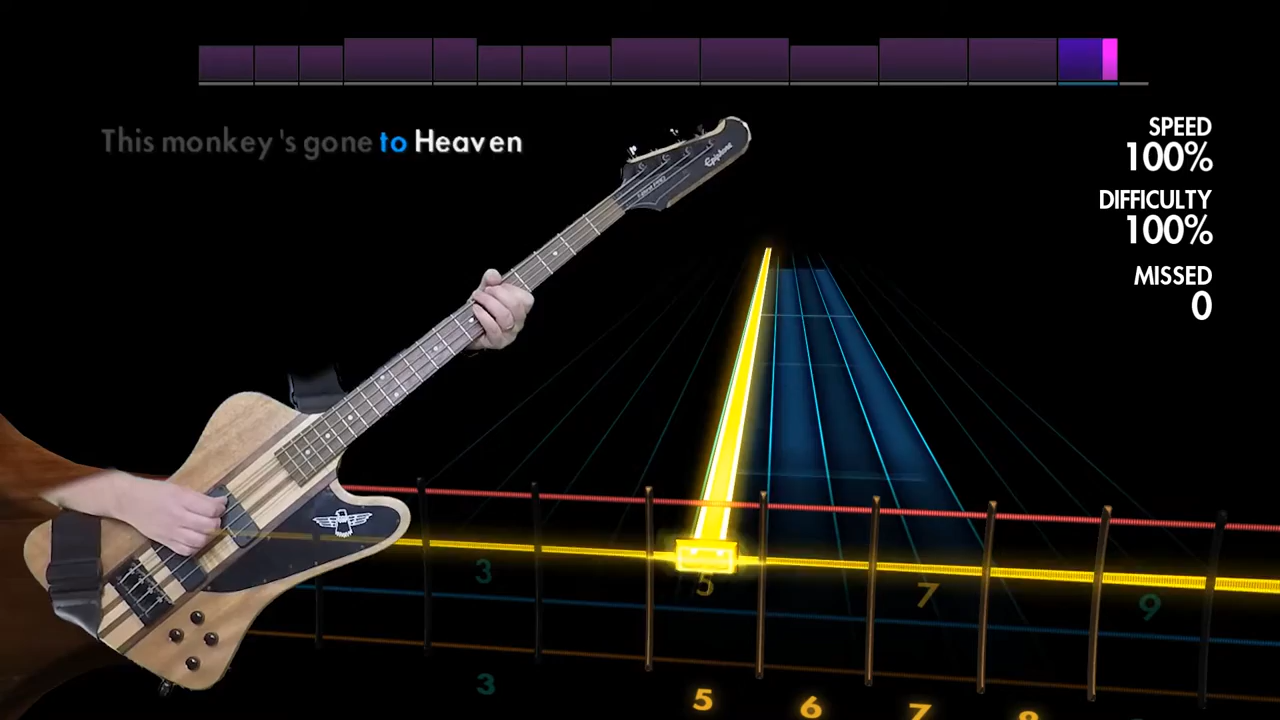 This monkey 's gone to Heaven
SPEED
100%
DIFFICULTY
100%
MISSED
0
Epiphone
3 5 7 9
3 5 6 7 8